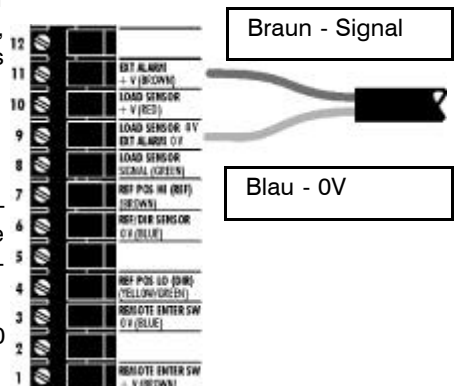 Braun - Signal
12
11 EXT ALARM
+ V (BROWN)
10 LOAD SENSOR
+ V (RED)
9 LOAD SENSOR 0V
EXT ALARM 0V
8 LOAD SENSOR
SIGNAL (GREEN)
7 REF POS HI (REF)
(BROWN)
6 REF/DIR SENSOR
0V (BLUE)
5
4 REF POS LO (DIR)
(YELLOW/GREEN)
3 REMOTE ENTER SW
0V (BLUE)
2
1 REMOTE ENTER SW
+ V (BROWN)
Blau - 0V